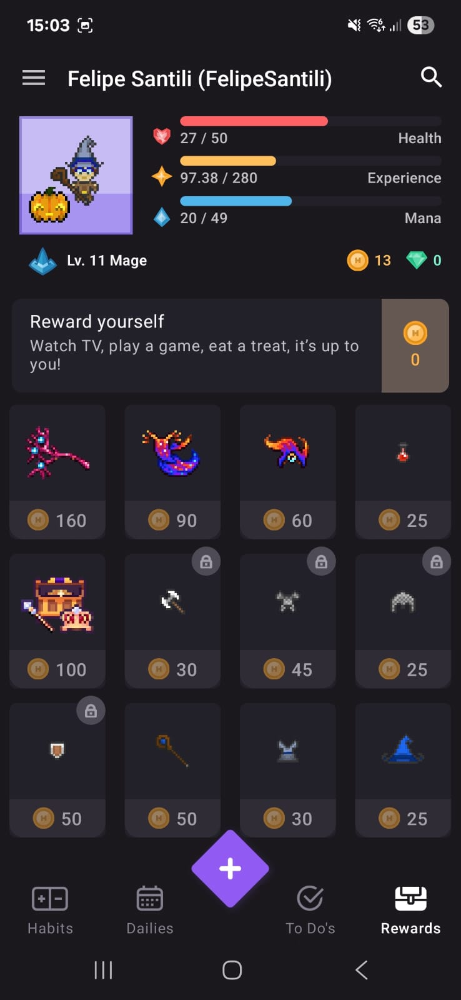 15:03
53
Felipe Santili (FelipeSantili)
27 / 50 Health
97.38 / 280 Experience
20 / 49 Mana
Lv. 11 Mage
H 13 0
Reward yourself
Watch TV, play a game, eat a treat, it’s up to
you!
H
0
H 160 H 90 H 60 H 25
H 100 H 30 H 45 H 25
H 50 H 50 H 30 H 25
Habits Dailies To Do's Rewards